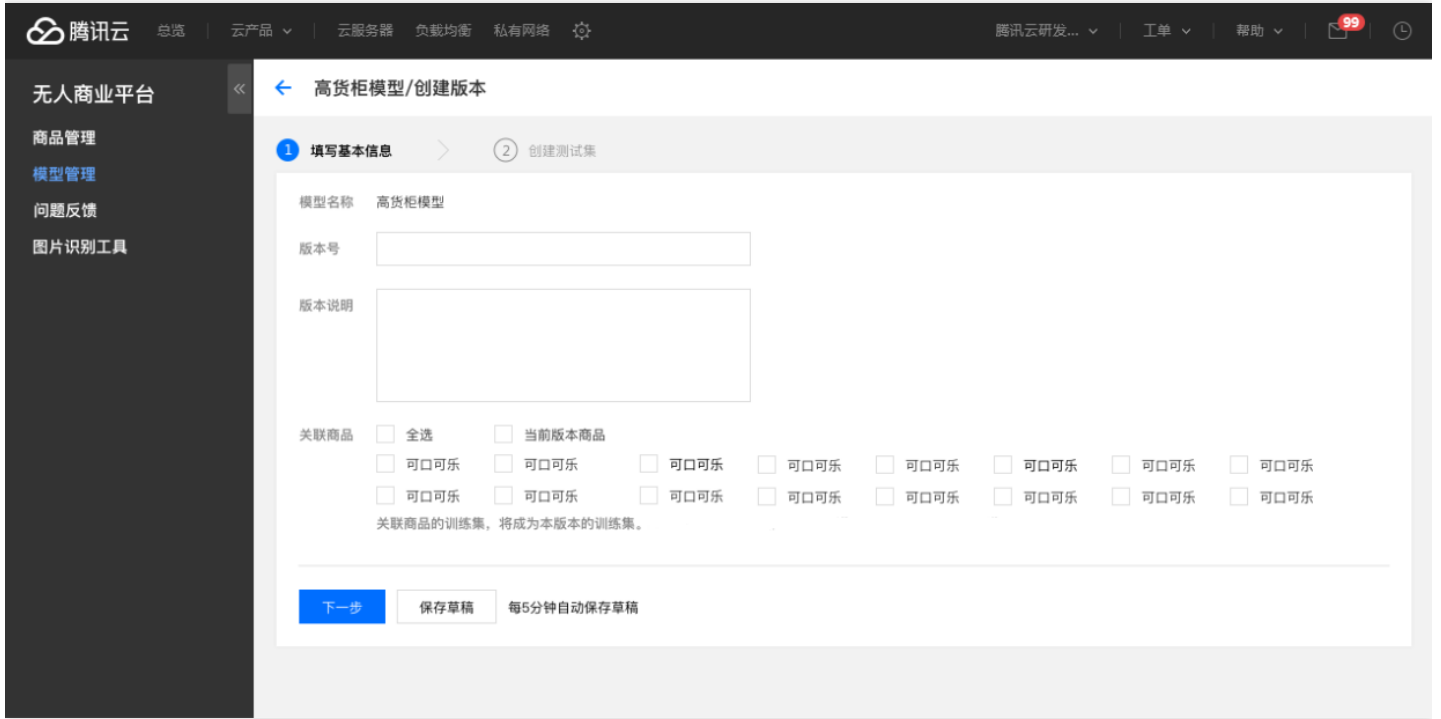 腾讯云 总览 云产品 云服务器 负载均衡 私有网络 腾讯云研发... 工单 帮助 99
无人商业平台
商品管理
模型管理
问题反馈
图片识别工具
高货柜模型/创建版本
1 填写基本信息 2 创建测试集
模型名称 高货柜模型
版本号
版本说明
关联商品 全选 当前版本商品
可口可乐 可口可乐 可口可乐 可口可乐 可口可乐 可口可乐 可口可乐 可口可乐
可口可乐 可口可乐 可口可乐 可口可乐 可口可乐 可口可乐 可口可乐 可口可乐
关联商品的训练集，将成为本版本的训练集。
下一步 保存草稿 每5分钟自动保存草稿